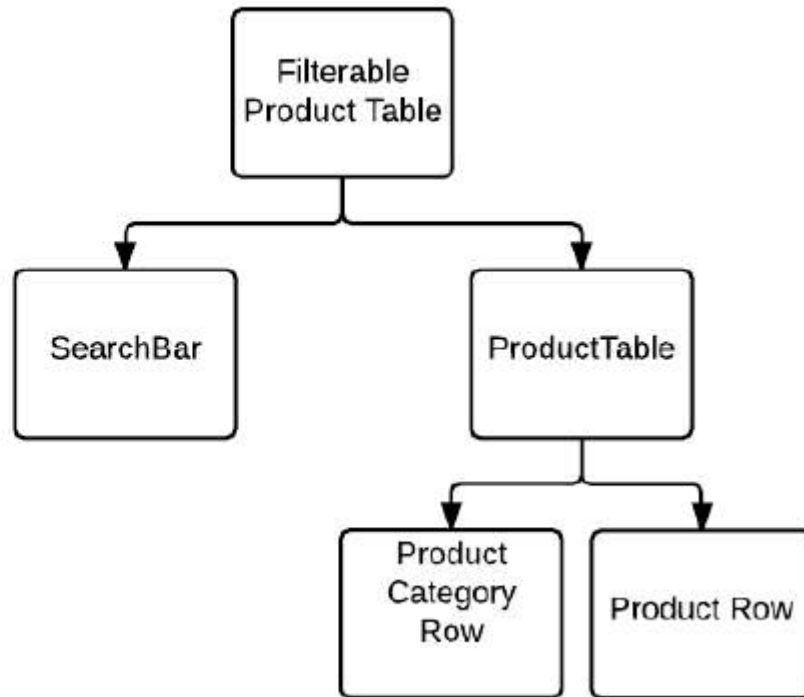 Filterable
Product Table
SearchBar
ProductTable
Product
Category
Row
Product Row